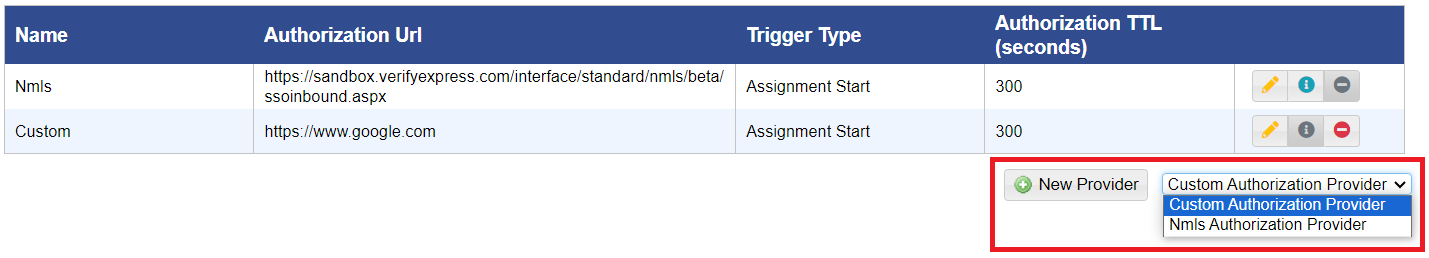 Name Authorization Url Trigger Type Authorization TTL
(seconds)
Nmls https://sandbox.verifyexpress.com/interface/standard/nmls/beta/
ssoinbound.aspx Assignment Start 300
Custom https://www.google.com Assignment Start 300
New Provider Custom Authorization Provider
Custom Authorization Provider
Nmls Authorization Provider